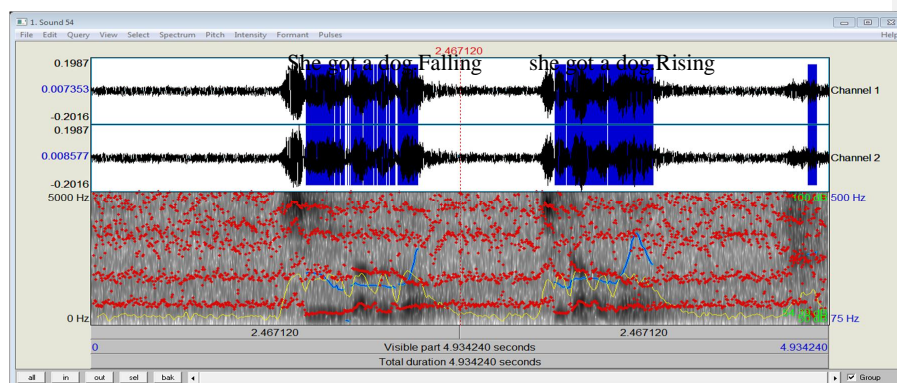 1. Sound 54
File Edit Query View Select Spectrum Pitch Intensity Formant Pulses Help
2.467120
She got a dog Falling she got a dog Rising
0.1987
0.007353 Channel 1
-0.2016
0.1987
0.008577 Channel 2
-0.2016
5000 Hz 500 Hz
0 Hz 75 Hz
2.467120 2.467120
0 Visible part 4.934240 seconds 4.934240
Total duration 4.934240 seconds
all in out sel bak Group